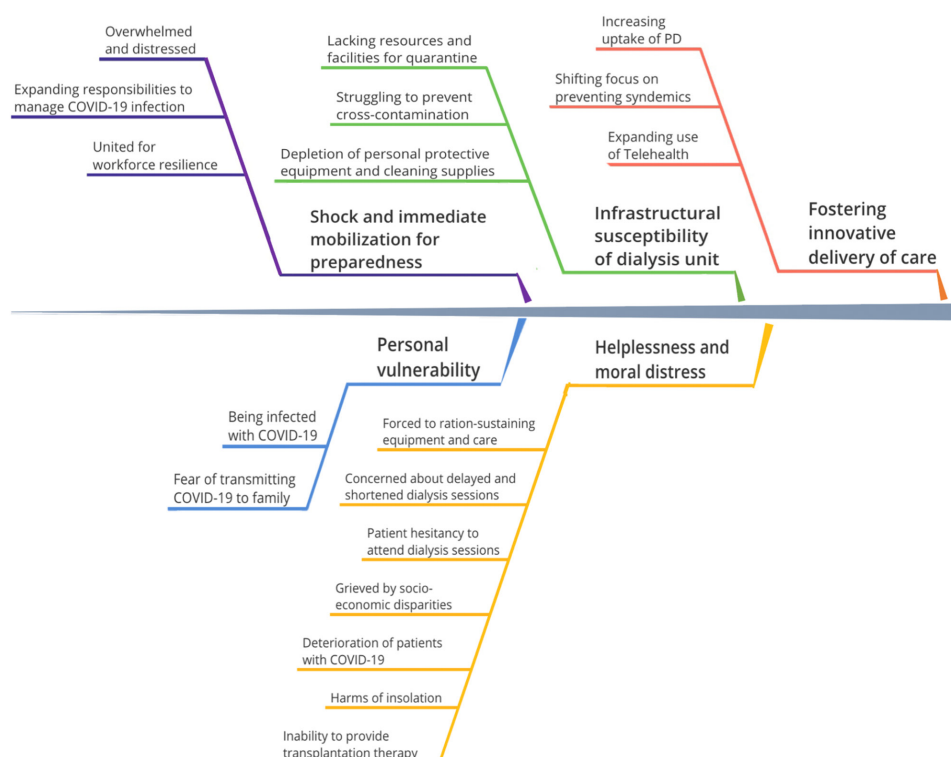 Overwhelmed
and distressed
Expanding responsibilities to
manage COVID-19 infection
United for
workforce resilience
Shock and immediate
mobilization for
preparedness
Lacking resources and
facilities for quarantine
Struggling to prevent
cross-contamination
Depletion of personal protective
equipment and cleaning supplies
Infrastructural
susceptibility
of dialysis unit
Increasing
uptake of PD
Shifting focus on
preventing syndemics
Expanding use
of Telehealth
Fostering
innovative
delivery of care
Personal
vulnerability
Being infected
with COVID-19
Fear of transmitting
COVID-19 to family
Helplessness and
moral distress
Forced to ration-sustaining
equipment and care
Concerned about delayed and
shortened dialysis sessions
Patient hesitancy to
attend dialysis sessions
Grieved by socio-
economic disparities
Deterioration of patients
with COVID-19
Harms of insolation
Inability to provide
transplantation therapy